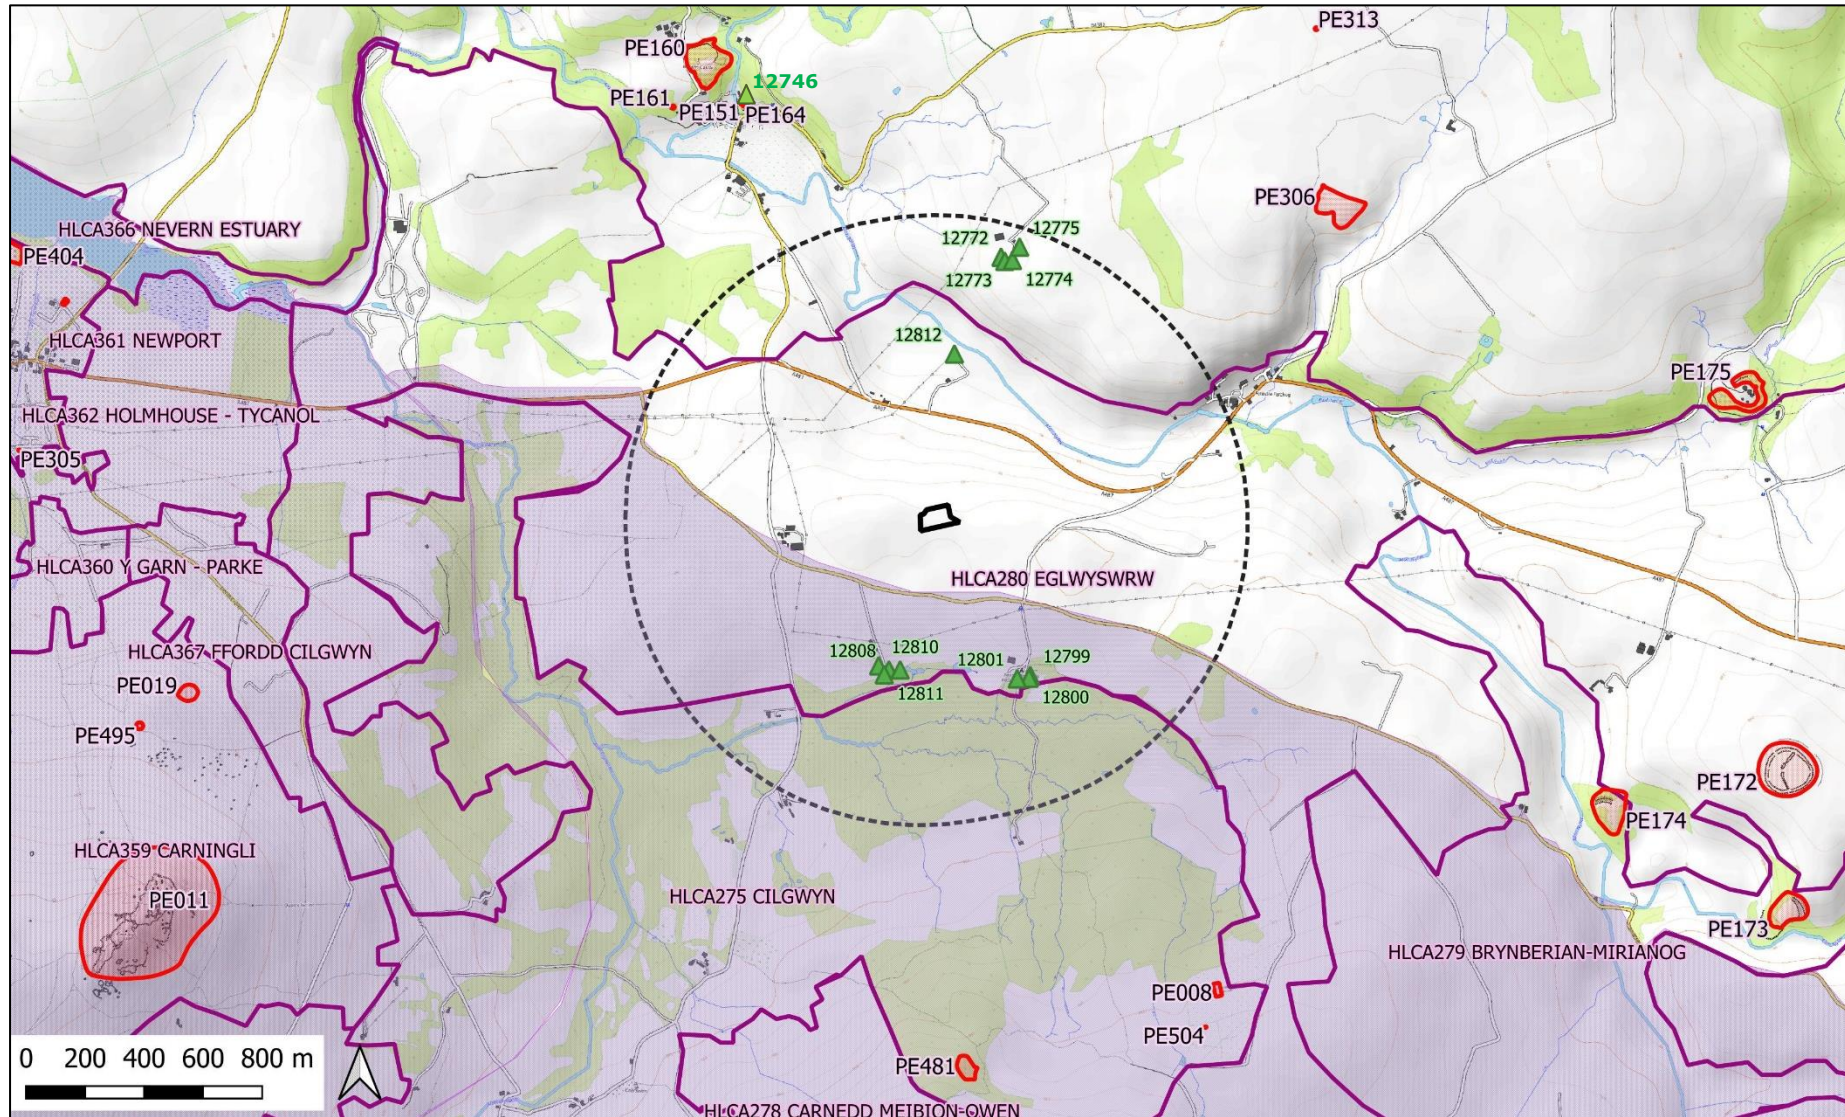 PE313
PE160
12746
PE161
PE151
PE164
PE306
HLCA366 NEVERN ESTUARY
12772
12775
PE404
12773
12774
HLCA361 NEWPORT
12812
PE175
HLCA362 HOLMHOUSE - TYCANOL
PE305
HLCA360 Y GARN - PARKE
HLCA280 EGLWYSWRW
HLCA367 FFORDD CILGWYN
12808
12810
12801
12799
PE019
12811
12800
PE495
PE172
PE174
HLCA359 CARNINGLI
PE011
HLCA275 CILGWYN
PE173
HLCA279 BRYNBERIAN-MIRIANOG
PE008
PE504
0 200 400 600 800 m
PE481
HLCA278 CARNEDD MEIBION-OWEN